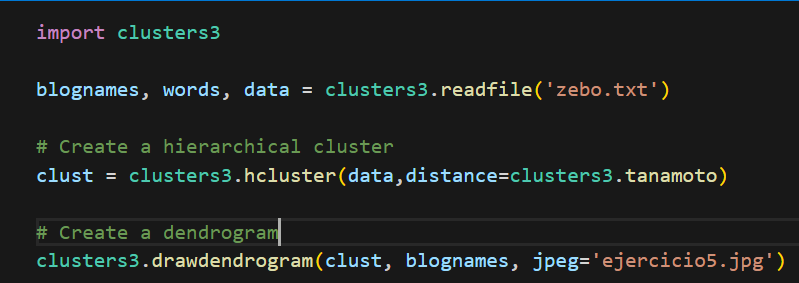 import clusters3
blognames, words, data = clusters3.readfile('zebo.txt')
# Create a hierarchical cluster
clust = clusters3.hcluster(data,distance=clusters3.tanamoto)
# Create a dendrogram
clusters3.drawdendrogram(clust, blognames, jpeg='ejercicio5.jpg')